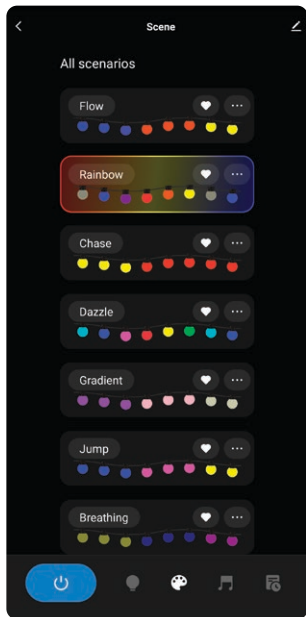 Scene
All scenarios
Flow
Rainbow
Chase
Dazzle
Gradient
Jump
Breathing